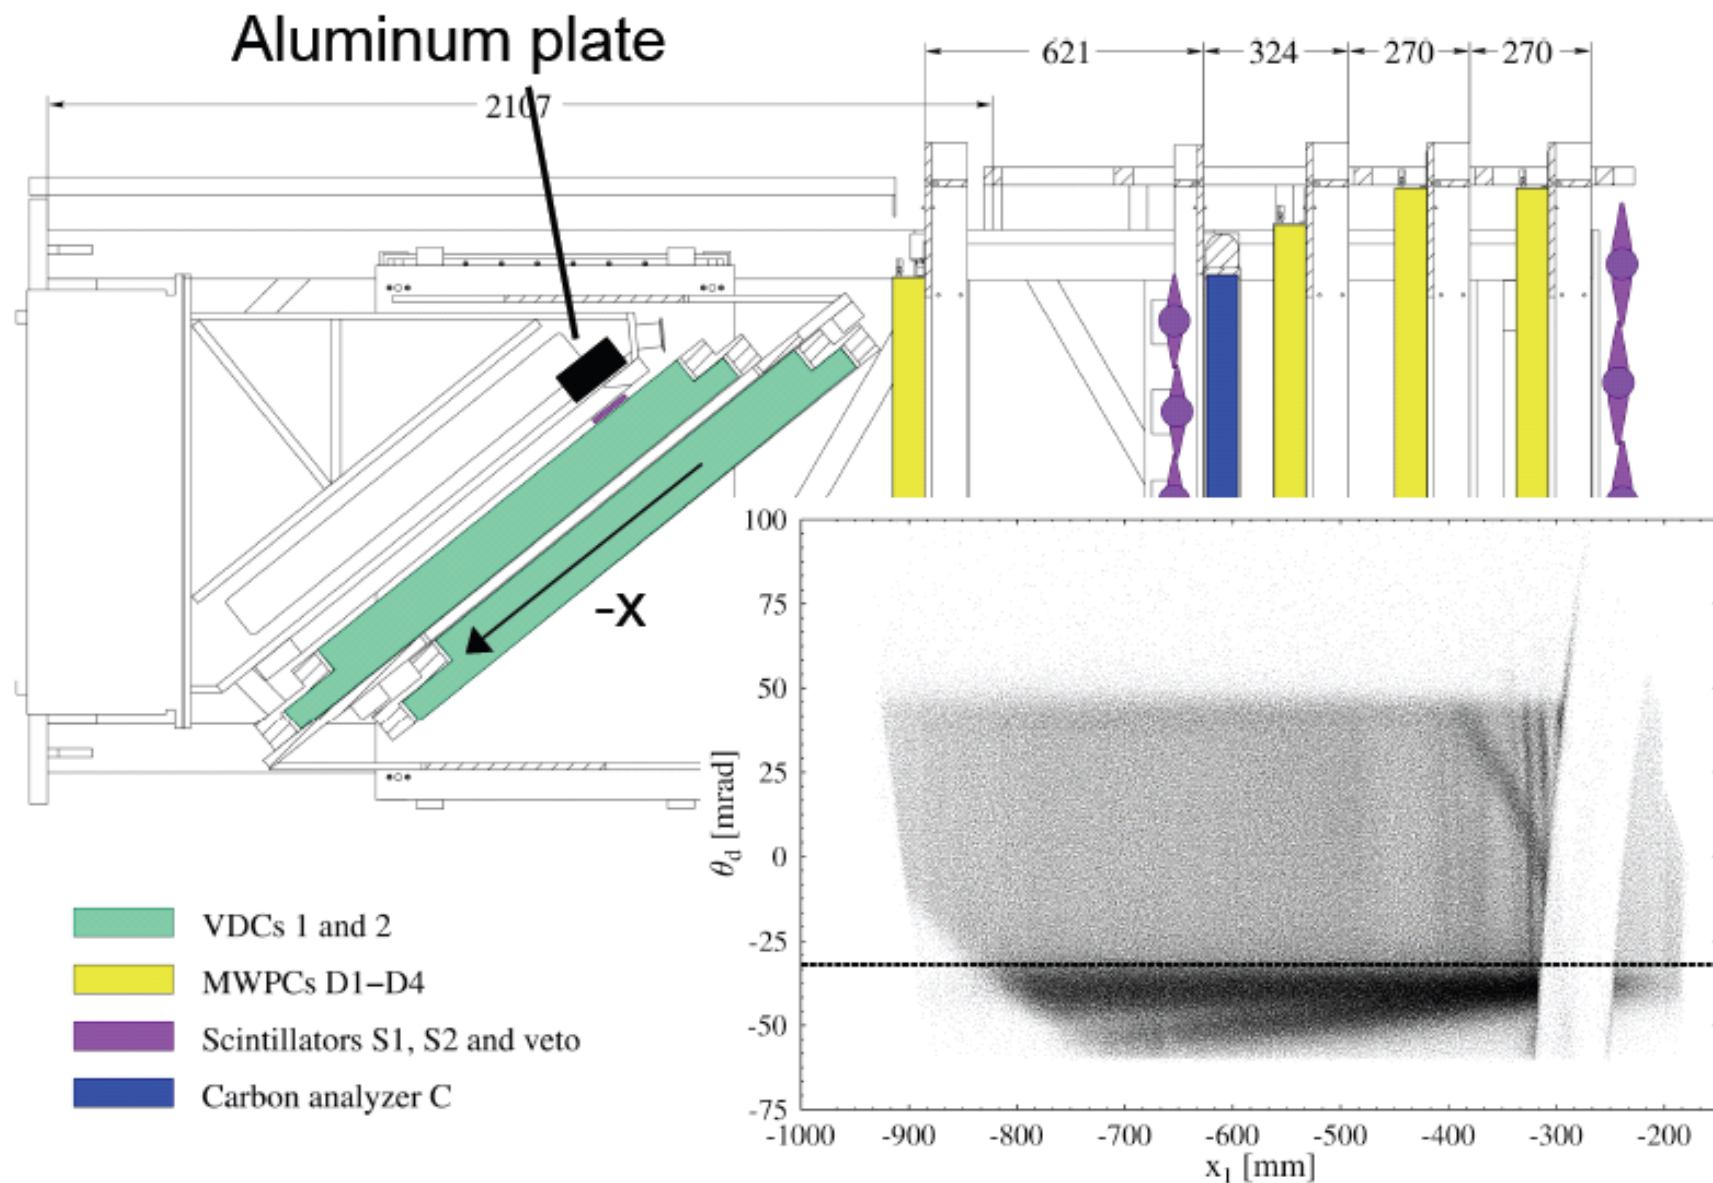 Aluminum plate
2107
621
324
270
270
-x
VDCs 1 and 2
MWPCs D1–D4
Scintillators S1, S2 and veto
Carbon analyzer C
100
75
50
25
0
-25
-50
-75
θd [mrad]
-1000 -900 -800 -700 -600 -500 -400 -300 -200
x1 [mm]